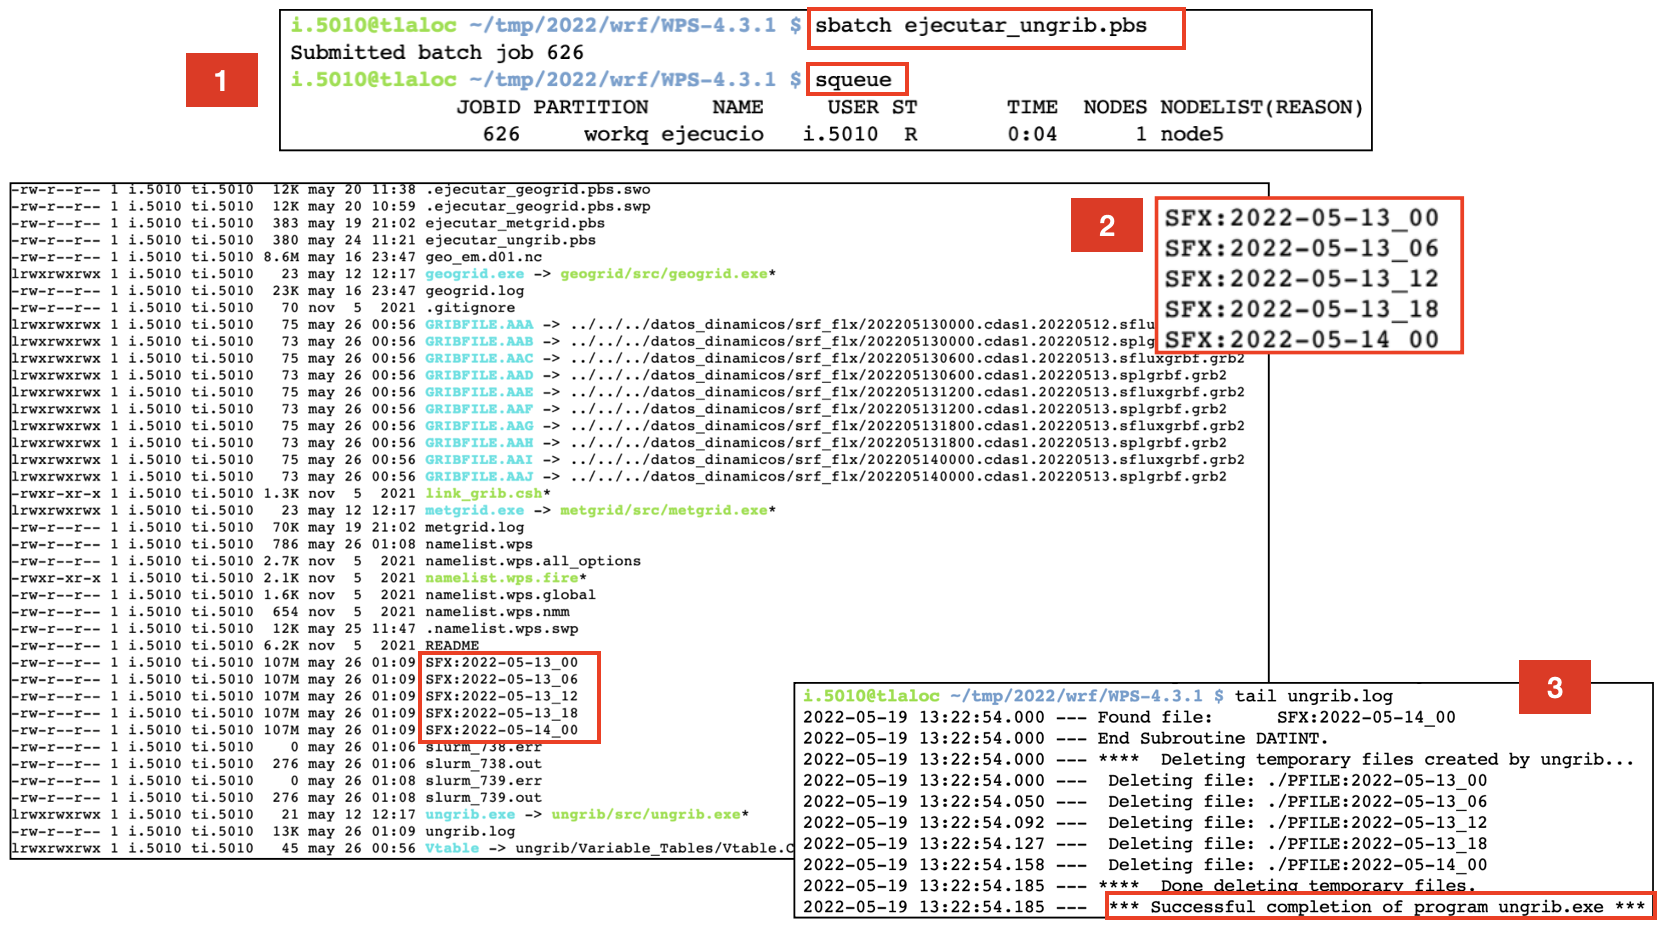 1
i.5010@tlaloc ~/tmp/2022/wrf/WPS-4.3.1 $ sbatch ejecutar_ungrib.pbs
Submitted batch job 626
i.5010@tlaloc ~/tmp/2022/wrf/WPS-4.3.1 $ squeue
JOBID PARTITION NAME USER ST TIME NODES NODELIST(REASON)
626 workq ejecucio i.5010 R 0:04 1 node5
-rw-r--r-- 1 i.5010 ti.5010 12K may 20 11:38 .ejecutar_geogrid.pbs.swo
-rw-r--r-- 1 i.5010 ti.5010 12K may 20 10:59 .ejecutar_geogrid.pbs.swp
-rw-r--r-- 1 i.5010 ti.5010 383 may 19 21:02 ejecutar_metgrid.pbs
-rw-r--r-- 1 i.5010 ti.5010 380 may 24 11:21 ejecutar_ungrib.pbs
-rw-r--r-- 1 i.5010 ti.5010 8.6M may 16 23:47 geo_em.d01.nc
lrwxrwxrwx 1 i.5010 ti.5010 23 may 12 12:17 geogrid.exe -> geogrid/src/geogrid.exe*
-rw-r--r-- 1 i.5010 ti.5010 23K may 16 23:47 geogrid.log
-rw-r--r-- 1 i.5010 ti.5010 70 nov 5 2021 .gitignore
lrwxrwxrwx 1 i.5010 ti.5010 75 may 26 00:56 GRIBFILE.AAA -> ../../../datos_dinamicos/srf_flx/202205130000.cdas1.20220512.sflu
lrwxrwxrwx 1 i.5010 ti.5010 73 may 26 00:56 GRIBFILE.AAB -> ../../../datos_dinamicos/srf_flx/202205130000.cdas1.20220512.splg
lrwxrwxrwx 1 i.5010 ti.5010 75 may 26 00:56 GRIBFILE.AAC -> ../../../datos_dinamicos/srf_flx/202205130600.cdas1.20220513.sfluxgrbf.grb2
lrwxrwxrwx 1 i.5010 ti.5010 73 may 26 00:56 GRIBFILE.AAD -> ../../../datos_dinamicos/srf_flx/202205130600.cdas1.20220513.splgrbf.grb2
lrwxrwxrwx 1 i.5010 ti.5010 75 may 26 00:56 GRIBFILE.AAE -> ../../../datos_dinamicos/srf_flx/202205131200.cdas1.20220513.sfluxgrbf.grb2
lrwxrwxrwx 1 i.5010 ti.5010 73 may 26 00:56 GRIBFILE.AAF -> ../../../datos_dinamicos/srf_flx/202205131200.cdas1.20220513.splgrbf.grb2
lrwxrwxrwx 1 i.5010 ti.5010 75 may 26 00:56 GRIBFILE.AAG -> ../../../datos_dinamicos/srf_flx/202205131800.cdas1.20220513.sfluxgrbf.grb2
lrwxrwxrwx 1 i.5010 ti.5010 73 may 26 00:56 GRIBFILE.AAH -> ../../../datos_dinamicos/srf_flx/202205131800.cdas1.20220513.splgrbf.grb2
lrwxrwxrwx 1 i.5010 ti.5010 75 may 26 00:56 GRIBFILE.AAI -> ../../../datos_dinamicos/srf_flx/202205140000.cdas1.20220513.sfluxgrbf.grb2
lrwxrwxrwx 1 i.5010 ti.5010 73 may 26 00:56 GRIBFILE.AAJ -> ../../../datos_dinamicos/srf_flx/202205140000.cdas1.20220513.splgrbf.grb2
-rwxr-xr-x 1 i.5010 ti.5010 1.3K nov 5 2021 link_grib.csh*
lrwxrwxrwx 1 i.5010 ti.5010 23 may 12 12:17 metgrid.exe -> metgrid/src/metgrid.exe*
-rw-r--r-- 1 i.5010 ti.5010 70K may 19 21:02 metgrid.log
-rw-r--r-- 1 i.5010 ti.5010 786 may 26 01:08 namelist.wps
-rw-r--r-- 1 i.5010 ti.5010 2.7K nov 5 2021 namelist.wps.all_options
-rwxr-xr-x 1 i.5010 ti.5010 2.1K nov 5 2021 namelist.wps.fire*
-rw-r--r-- 1 i.5010 ti.5010 1.6K nov 5 2021 namelist.wps.global
-rw-r--r-- 1 i.5010 ti.5010 654 nov 5 2021 namelist.wps.nmm
-rw-r--r-- 1 i.5010 ti.5010 12K may 25 11:47 .namelist.wps.swp
-rw-r--r-- 1 i.5010 ti.5010 6.2K nov 5 2021 README
-rw-r--r-- 1 i.5010 ti.5010 107M may 26 01:09 SFX:2022-05-13_00
-rw-r--r-- 1 i.5010 ti.5010 107M may 26 01:09 SFX:2022-05-13_06
-rw-r--r-- 1 i.5010 ti.5010 107M may 26 01:09 SFX:2022-05-13_12
-rw-r--r-- 1 i.5010 ti.5010 107M may 26 01:09 SFX:2022-05-13_18
-rw-r--r-- 1 i.5010 ti.5010 107M may 26 01:09 SFX:2022-05-14_00
-rw-r--r-- 1 i.5010 ti.5010 0 may 26 01:06 slurm_738.err
-rw-r--r-- 1 i.5010 ti.5010 276 may 26 01:06 slurm_738.out
-rw-r--r-- 1 i.5010 ti.5010 0 may 26 01:08 slurm_739.err
-rw-r--r-- 1 i.5010 ti.5010 276 may 26 01:08 slurm_739.out
lrwxrwxrwx 1 i.5010 ti.5010 21 may 12 12:17 ungrib.exe -> ungrib/src/ungrib.exe*
-rw-r--r-- 1 i.5010 ti.5010 13K may 26 01:09 ungrib.log
lrwxrwxrwx 1 i.5010 ti.5010 45 may 26 00:56 Vtable -> ungrib/Variable_Tables/Vtable.C
2
SFX:2022-05-13_00
SFX:2022-05-13_06
SFX:2022-05-13_12
SFX:2022-05-13_18
SFX:2022-05-14_00
3
i.5010@tlaloc ~/tmp/2022/wrf/WPS-4.3.1 $ tail ungrib.log
2022-05-19 13:22:54.000 --- Found file: SFX:2022-05-14_00
2022-05-19 13:22:54.000 --- End Subroutine DATINT.
2022-05-19 13:22:54.000 --- **** Deleting temporary files created by ungrib...
2022-05-19 13:22:54.000 --- Deleting file: ./PFILE:2022-05-13_00
2022-05-19 13:22:54.050 --- Deleting file: ./PFILE:2022-05-13_06
2022-05-19 13:22:54.092 --- Deleting file: ./PFILE:2022-05-13_12
2022-05-19 13:22:54.127 --- Deleting file: ./PFILE:2022-05-13_18
2022-05-19 13:22:54.158 --- Deleting file: ./PFILE:2022-05-14_00
2022-05-19 13:22:54.185 --- **** Done deleting temporary files.
2022-05-19 13:22:54.185 --- *** Successful completion of program ungrib.exe ***